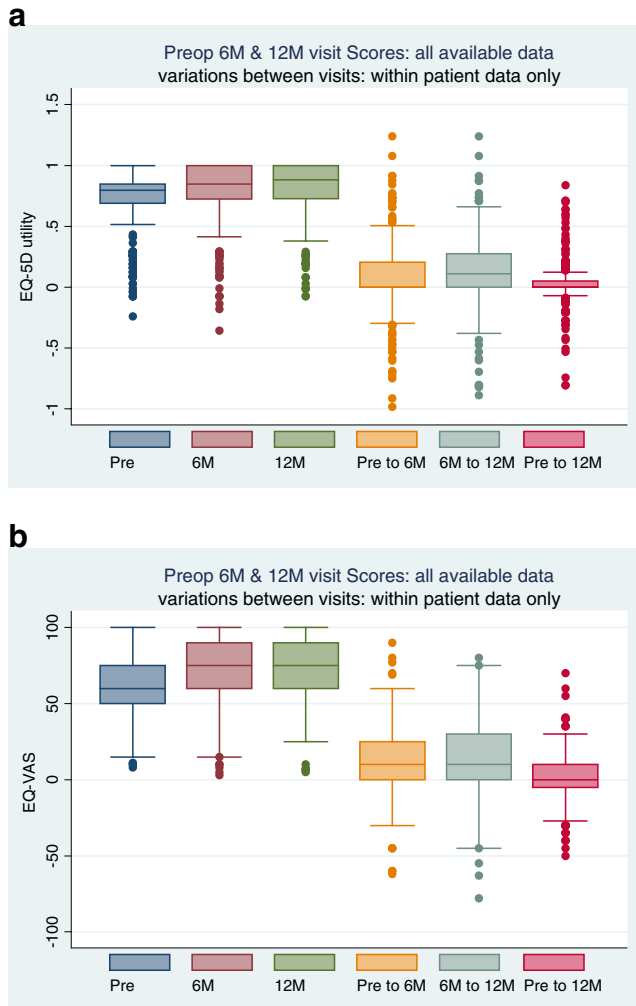 a
Preop 6M & 12M visit Scores: all available data
variations between visits: within patient data only
EQ-5D utility
1.5
1
.5
0
-.5
-1
Pre 6M 12M Pre to 6M 6M to 12M Pre to 12M
b
Preop 6M & 12M visit Scores: all available data
variations between visits: within patient data only
EQ-VAS
100
50
0
-50
-100
Pre 6M 12M Pre to 6M 6M to 12M Pre to 12M